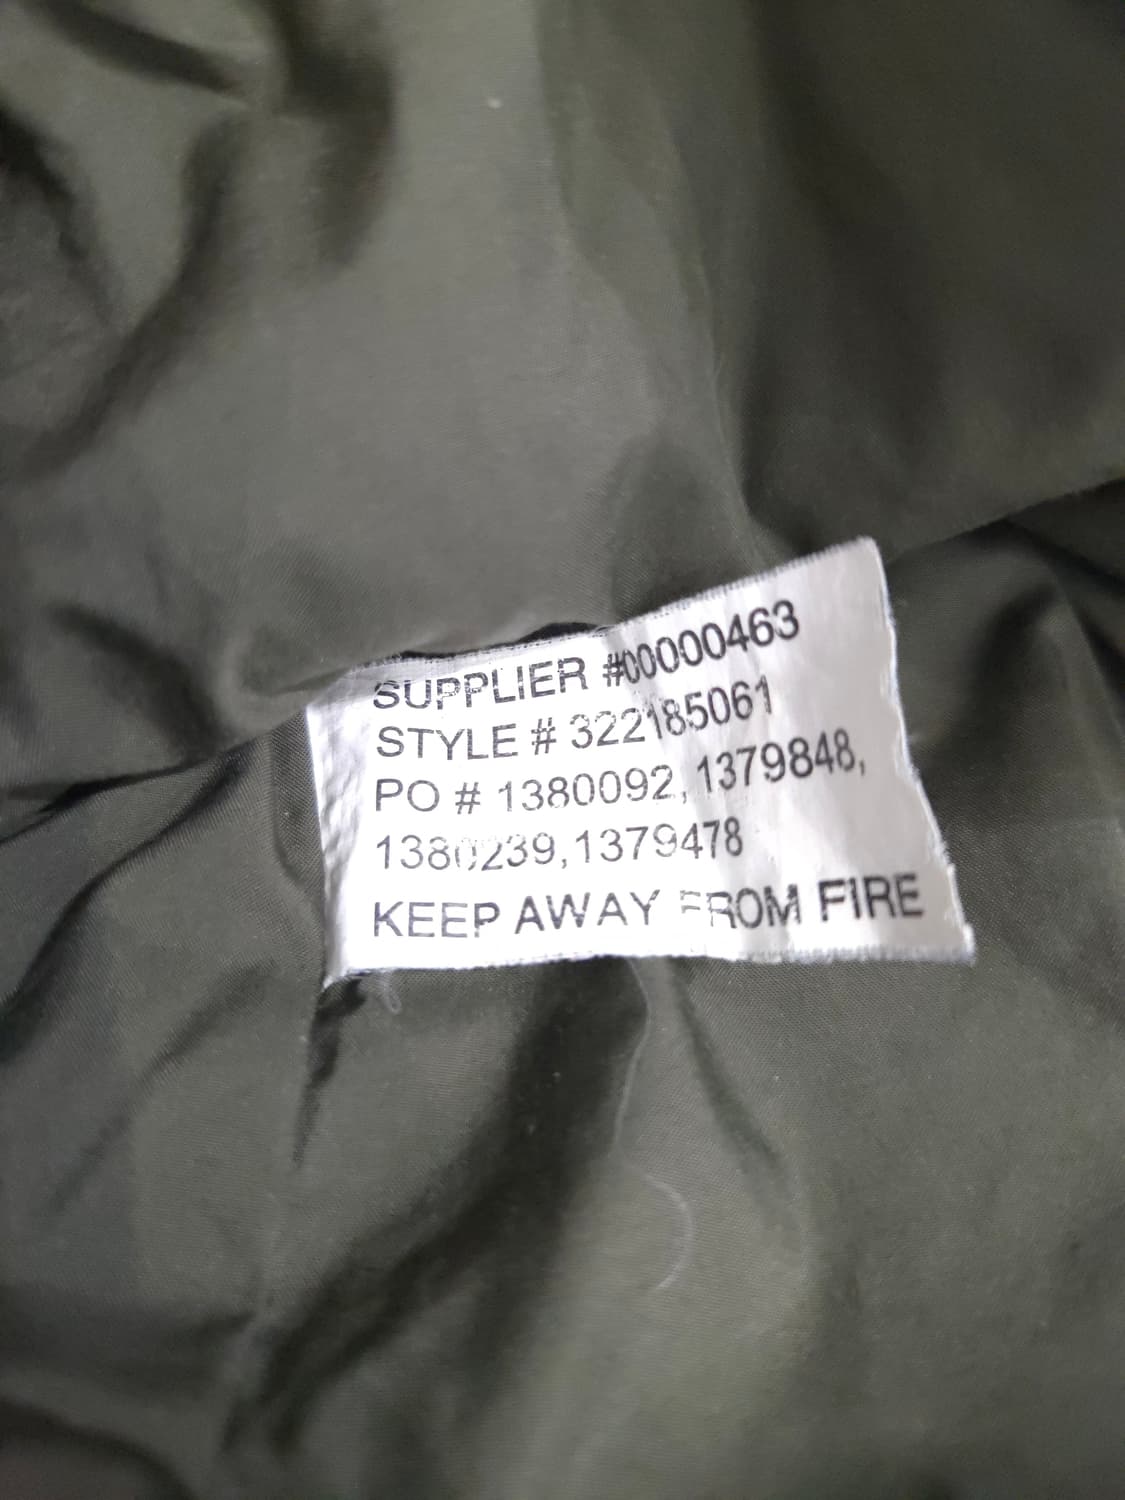 SUPPLIER #00000463
STYLE # 322185061
PO # 1380092, 1379848,
1380239,1379478
KEEP AWAY FROM FIRE